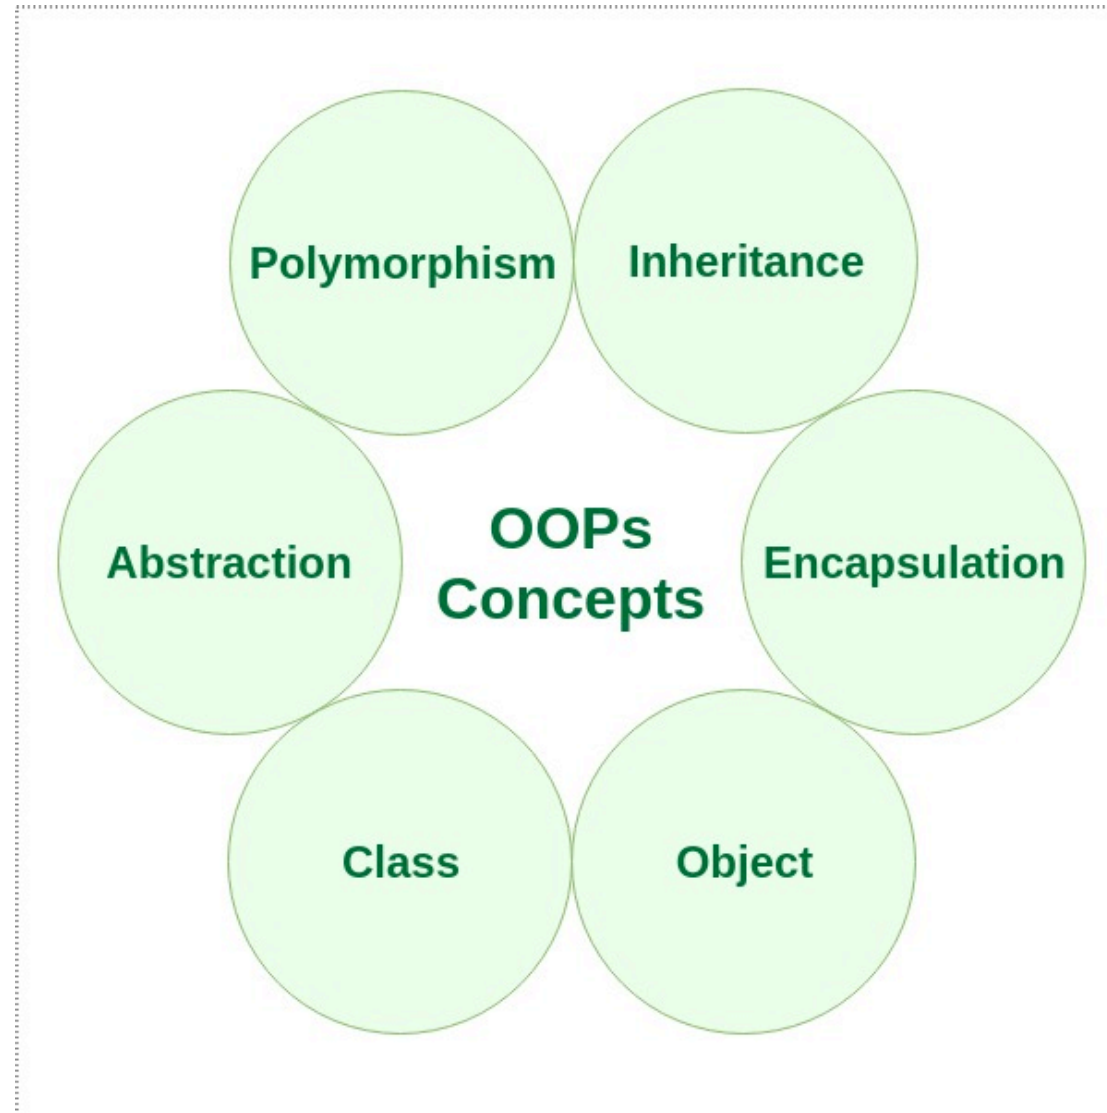 Polymorphism
Inheritance
Abstraction
OOPs
Concepts
Encapsulation
Class
Object